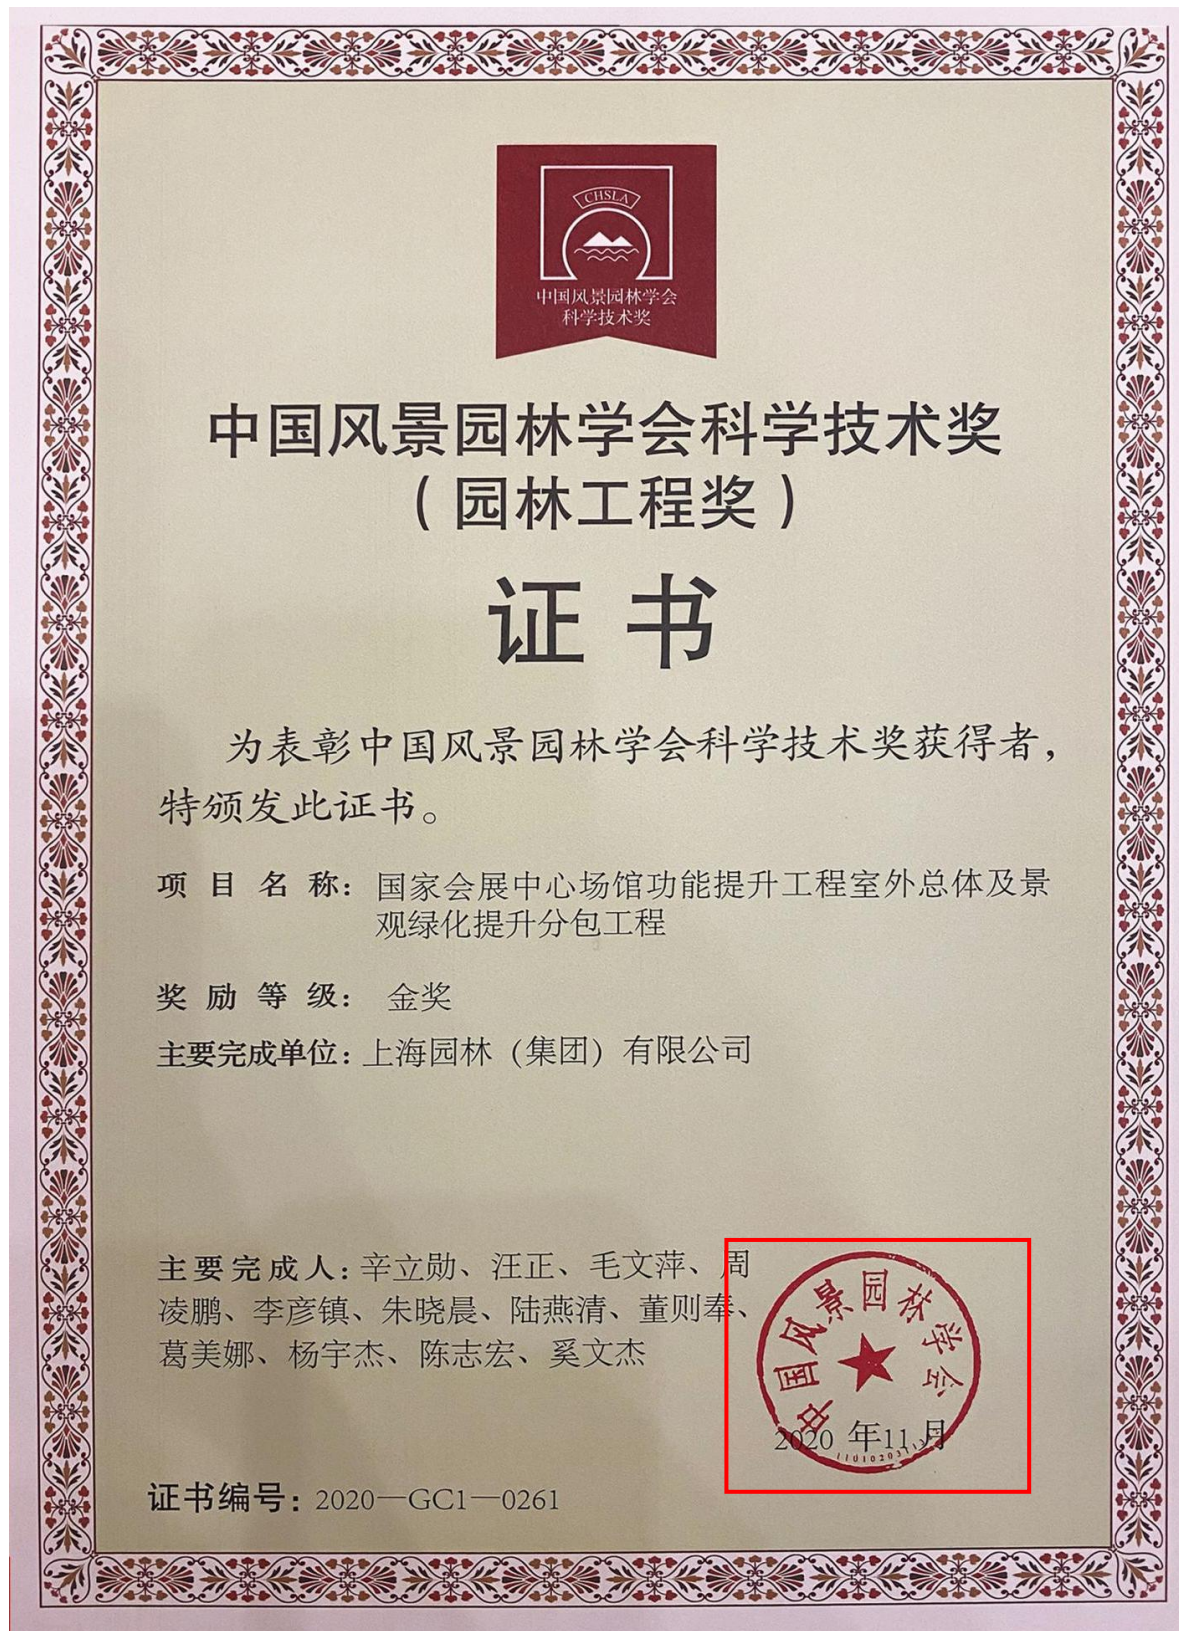 CHSLA
中国风景园林学会
科学技术奖
中国风景园林学会科学技术奖
（园林工程奖）
证书
为表彰中国风景园林学会科学技术奖获得者，
特颁发此证书。
项目名称：国家会展中心场馆功能提升工程室外总体及景
观绿化提升分包工程
奖励等级：金奖
主要完成单位：上海园林（集团）有限公司
主要完成人：辛立勋、汪正、毛文萍、周
凌鹏、李彦镇、朱晓晨、陆燕清、董则奉、
葛美娜、杨宇杰、陈志宏、奚文杰
中国风景园林学会
2020 年11月
证书编号：2020—GC1—0261